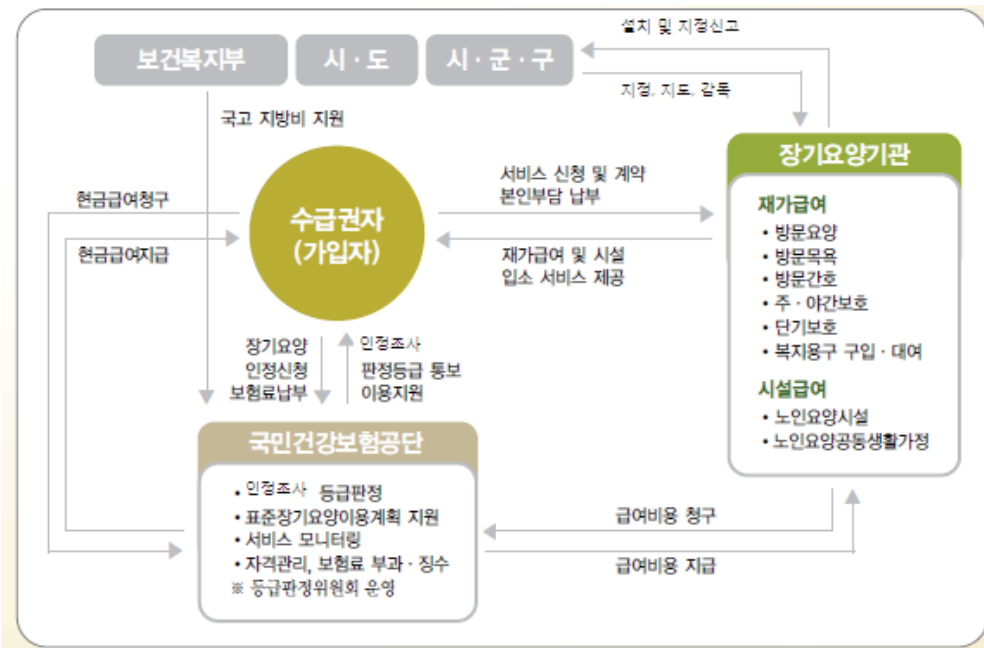 설치 및 지정신고
보건복지부
시 · 도
시 · 군 · 구
지정, 지도, 감독
국고 지방비 지원
장기요양기관
현금급여청구
현금급여지급
수급권자
(가입자)
서비스 신청 및 계약
본인부담 납부
재가급여 및 시설
입소 서비스 제공
재가급여
• 방문요양
• 방문목욕
• 방문간호
• 주 · 야간보호
• 단기보호
• 복지용구 구입 · 대여
시설급여
• 노인요양시설
• 노인요양공동생활가정
장기요양
인정신청
보험료납부
인정조사
판정등급 통보
이용지원
국민건강보험공단
• 인정조사 등급판정
• 표준장기요양이용계획 지원
• 서비스 모니터링
• 자격관리, 보험료 부과 · 징수
※ 등급판정위원회 운영
급여비용 청구
급여비용 지급